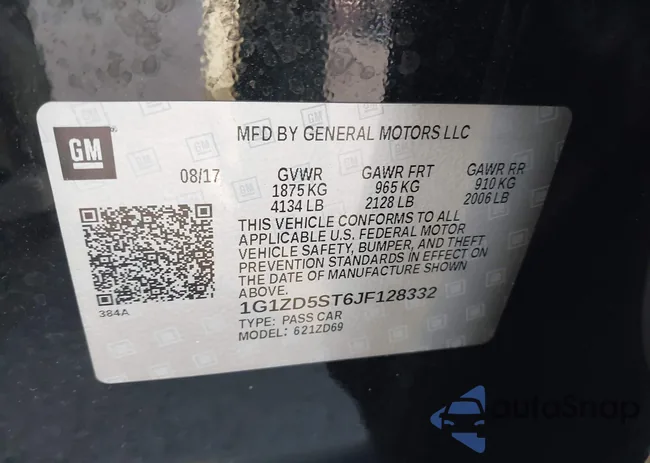 GM
MFD BY GENERAL MOTORS LLC
08/17 GVWR GAWR FRT GAWR RR
1875 KG 965 KG 910 KG
4134 LB 2128 LB 2006 LB
THIS VEHICLE CONFORMS TO ALL
APPLICABLE U.S. FEDERAL MOTOR
VEHICLE SAFETY, BUMPER, AND THEFT
PREVENTION STANDARDS IN EFFECT ON
THE DATE OF MANUFACTURE SHOWN
ABOVE.
1G1ZD5ST6JF128332
TYPE: PASS CAR
MODEL: 621ZD69
384A
autoSnap